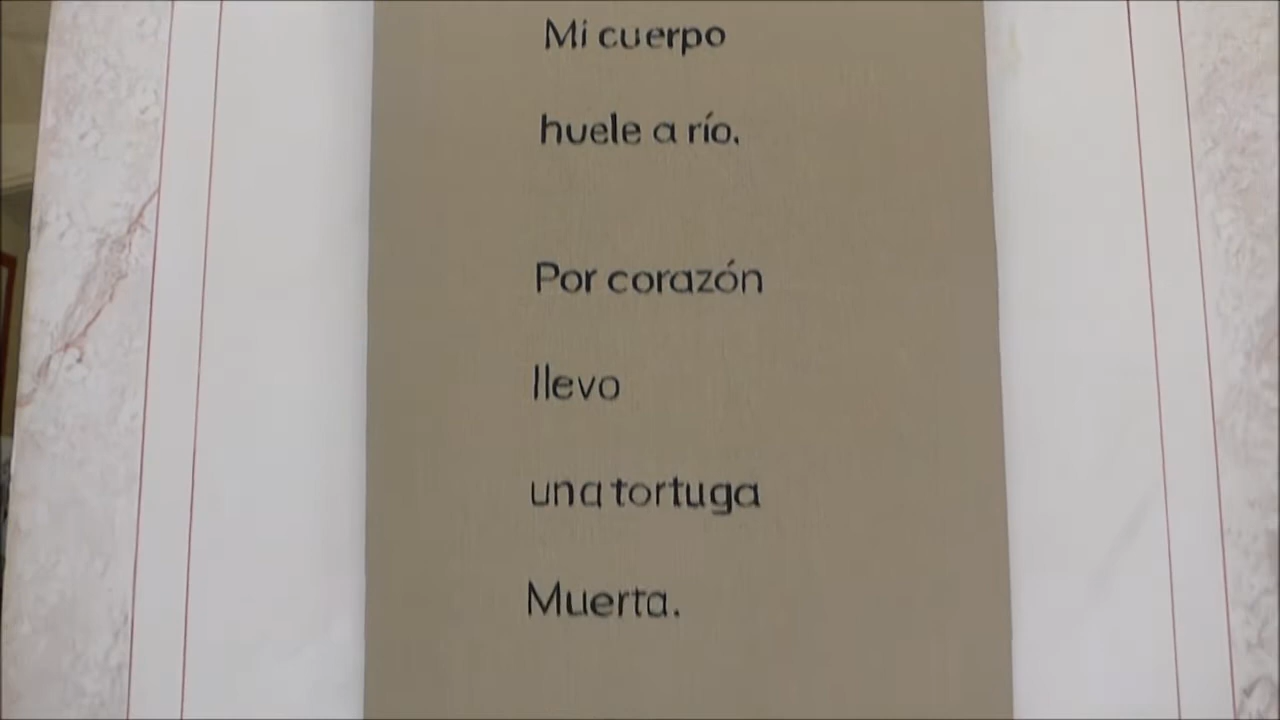 Mi cuerpo
huele a río.
Por corazón
llevo
una tortuga
Muerta.